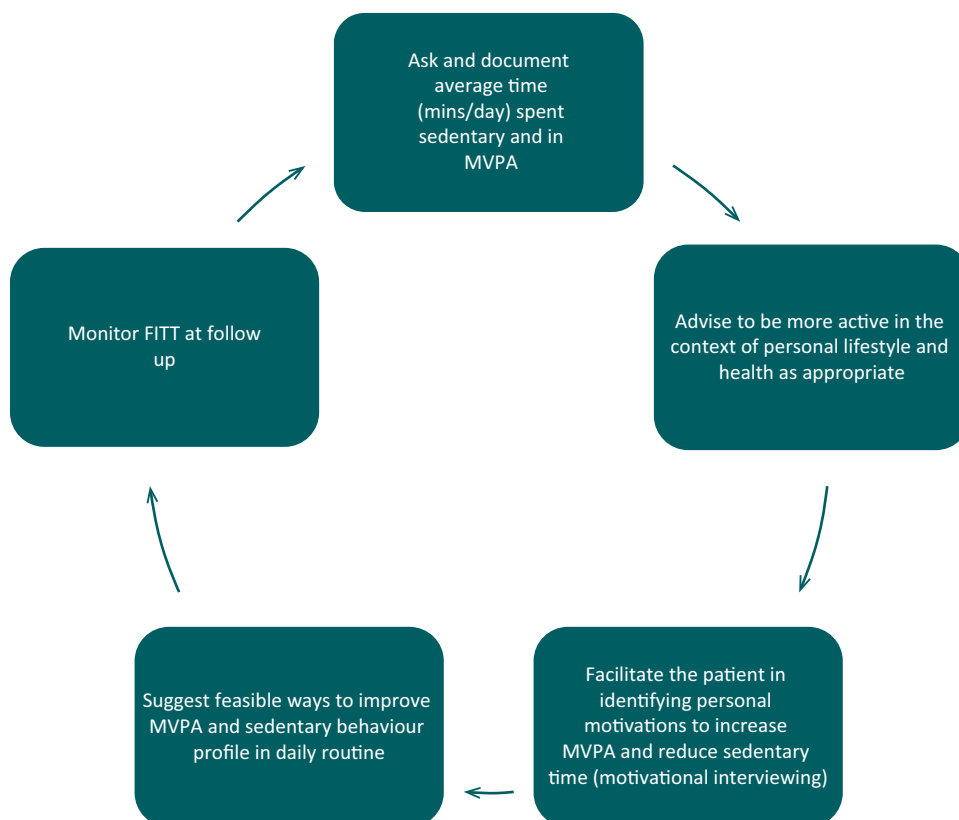 Ask and document
average time
(mins/day) spent
sedentary and in
MVPA
Advise to be more active in the
context of personal lifestyle and
health as appropriate
Facilitate the patient in
identifying personal
motivations to increase
MVPA and reduce sedentary
time (motivational interviewing)
Suggest feasible ways to improve
MVPA and sedentary behaviour
profile in daily routine
Monitor FITT at follow
up